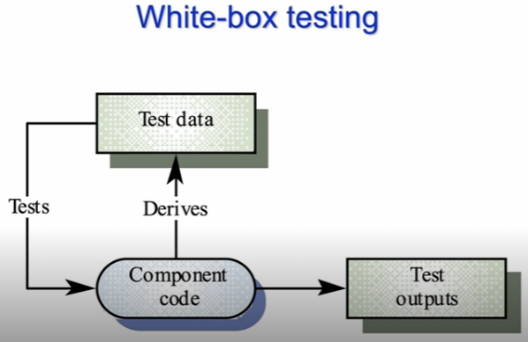 White-box testing
Test data
Tests
Derives
Component
code
Test
outputs